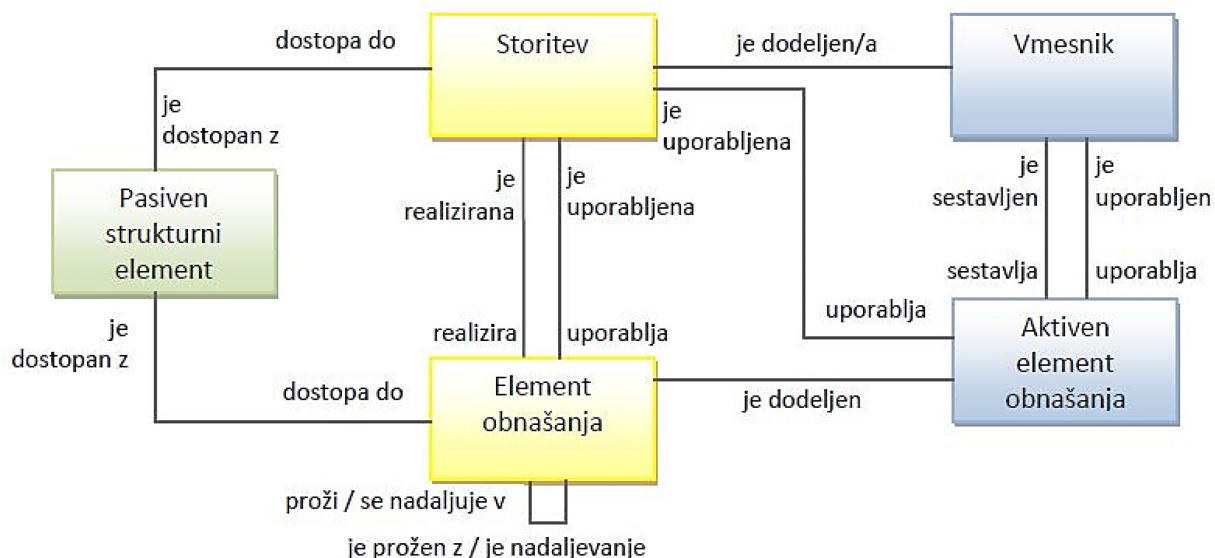 dostopa do
Storitev
je dodeljen/a
Vmesnik
je
dostopan z
je
uporabljena
Pasiven
strukturni
element
je
realizirana
je
uporabljena
je
sestavljen
je
uporabljen
sestavlja
uporablja
je
dostopan z
realizira
uporablja
uporablja
Aktiven
element
obnašanja
dostopa do
Element
obnašanja
je dodeljen
proži / se nadaljuje v
je prožen z / je nadaljevanje